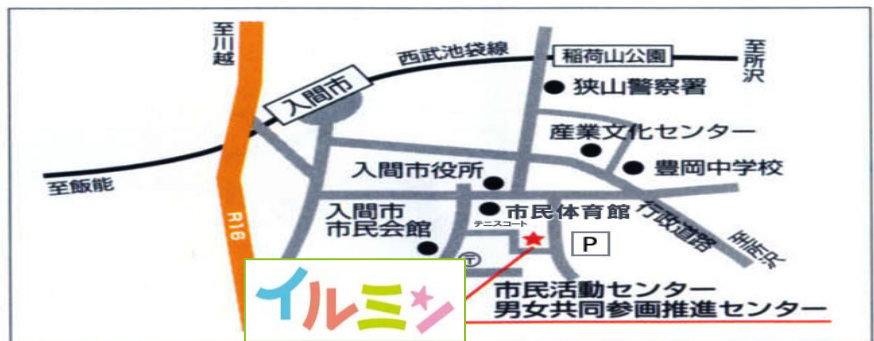 至川越
西武池袋線
稲荷山公園
至所沢
入間市
狭山警察署
産業文化センター
入間市役所
豊岡中学校
至飯能
R16
入間市
市民会館
市民体育館
テニスコート
行政道路
至所沢
P
〒
イルミン
市民活動センター
男女共同参画推進センター